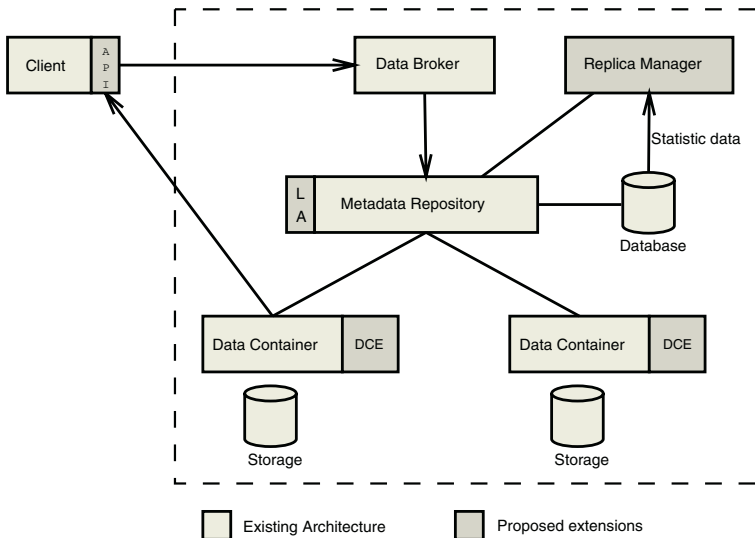 Client
A
P
I
Data Broker
Replica Manager
Statistic data
L
A
Metadata Repository
Database
Data Container
DCE
Data Container
DCE
Storage
Storage
Existing Architecture
Proposed extensions